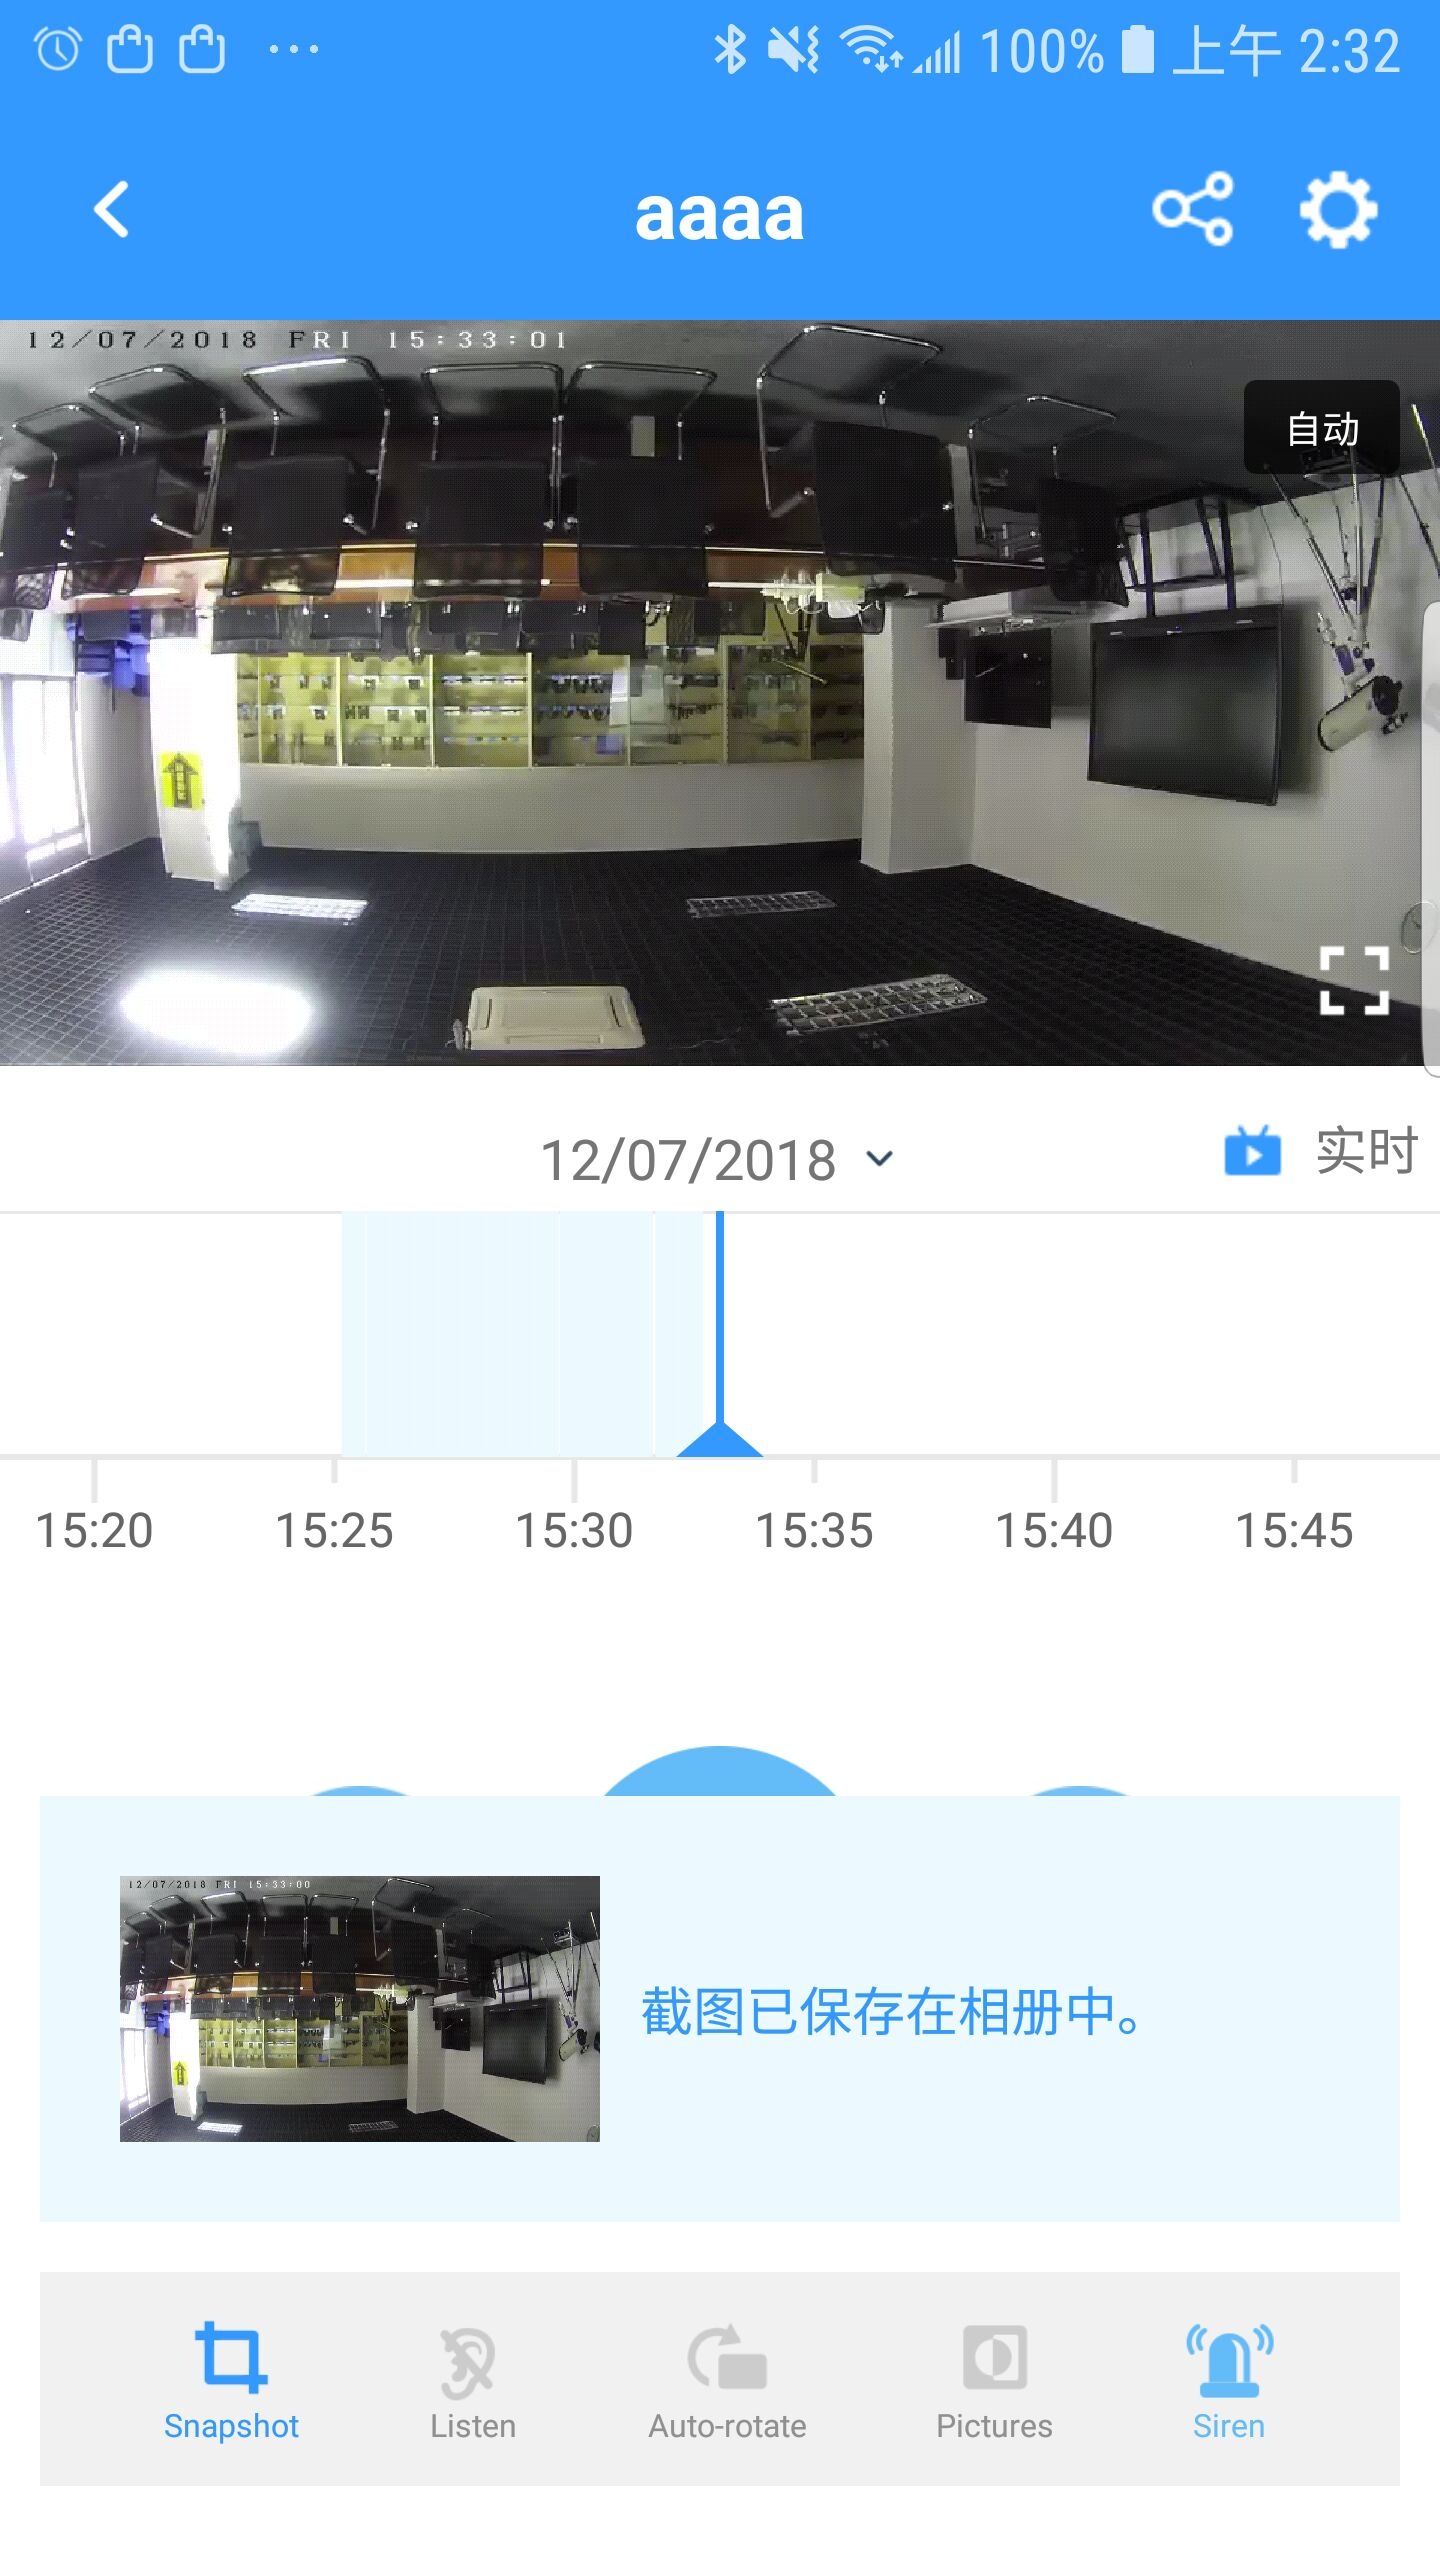 100% 上午 2:32
aaaa
12/07/2018 FRI 15:33:01
自动
12/07/2018 实时
15:20 15:25 15:30 15:35 15:40 15:45
12/07/2018 FRI 15:33:00
截图已保存在相册中。
Snapshot Listen Auto-rotate Pictures Siren